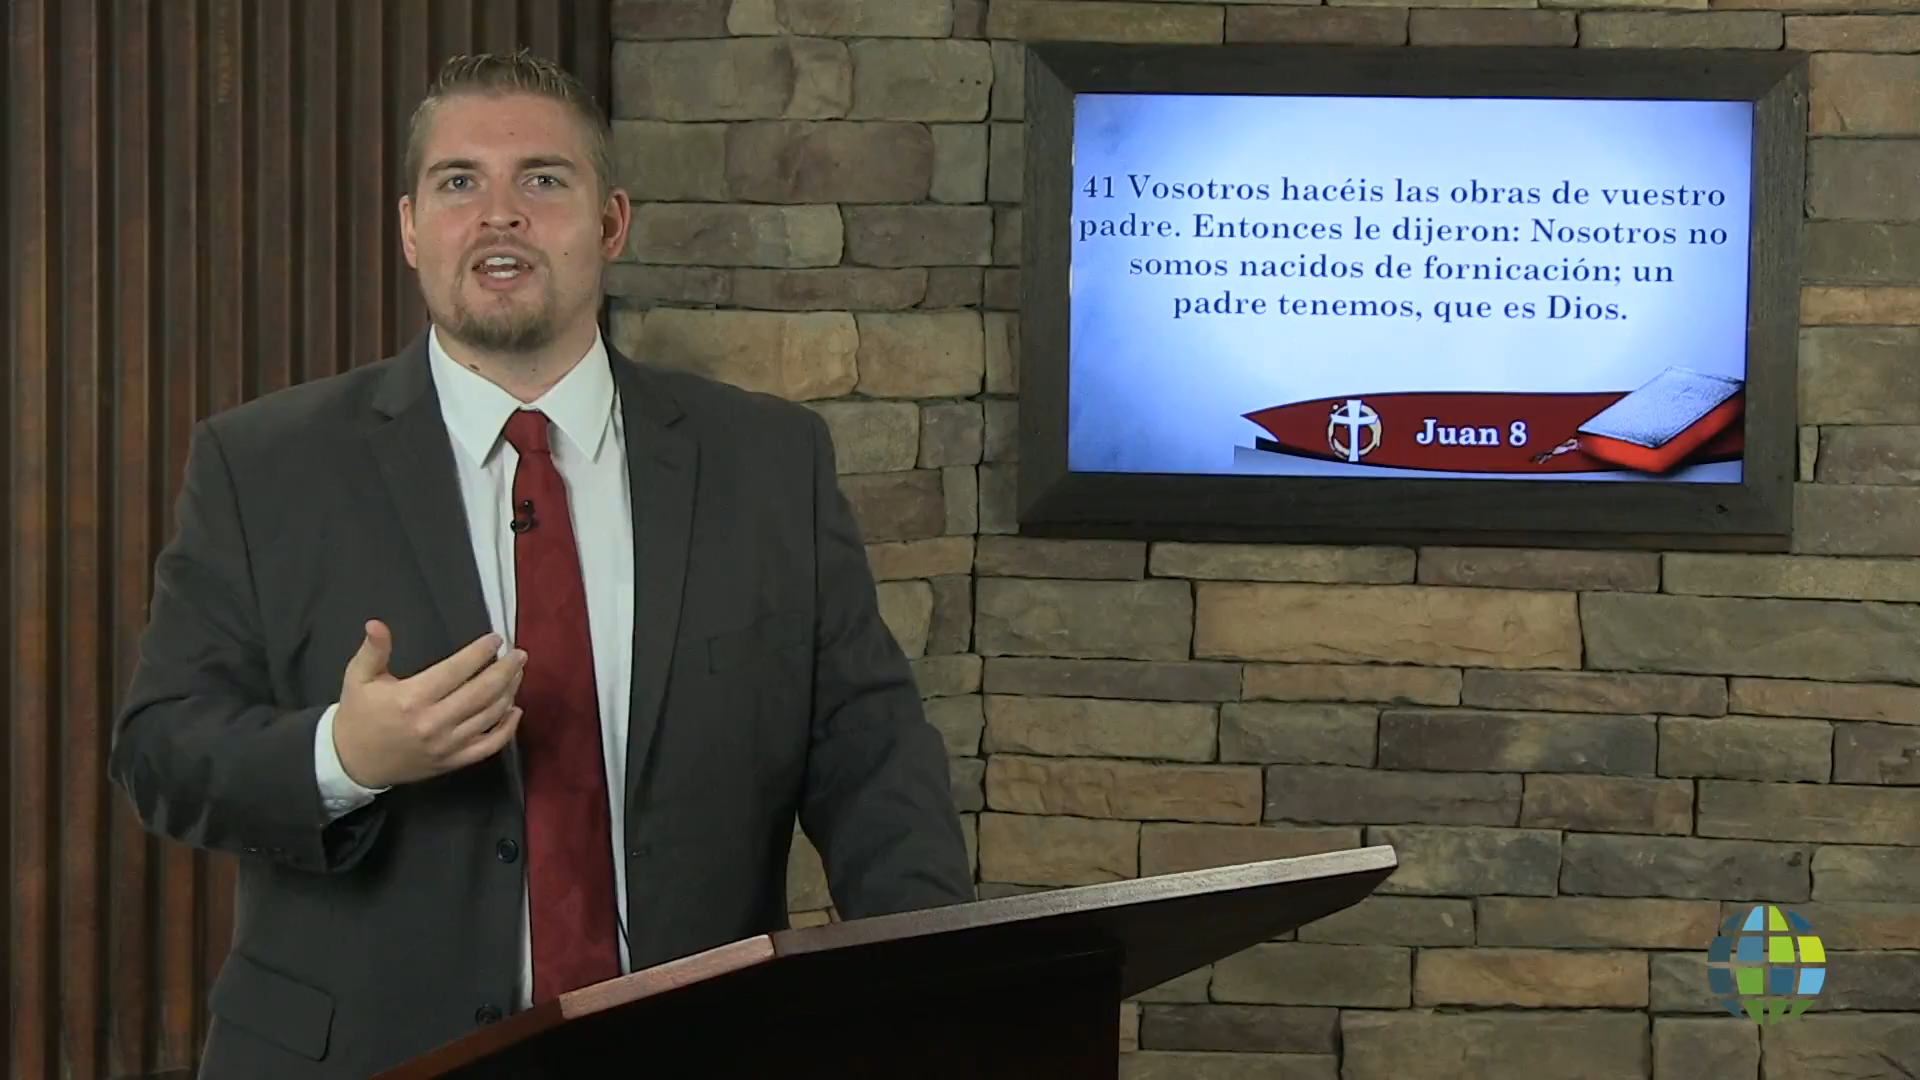 41 Vosotros hacéis las obras de vuestro
padre. Entonces le dijeron: Nosotros no
somos nacidos de fornicación; un
padre tenemos, que es Dios.
Juan 8